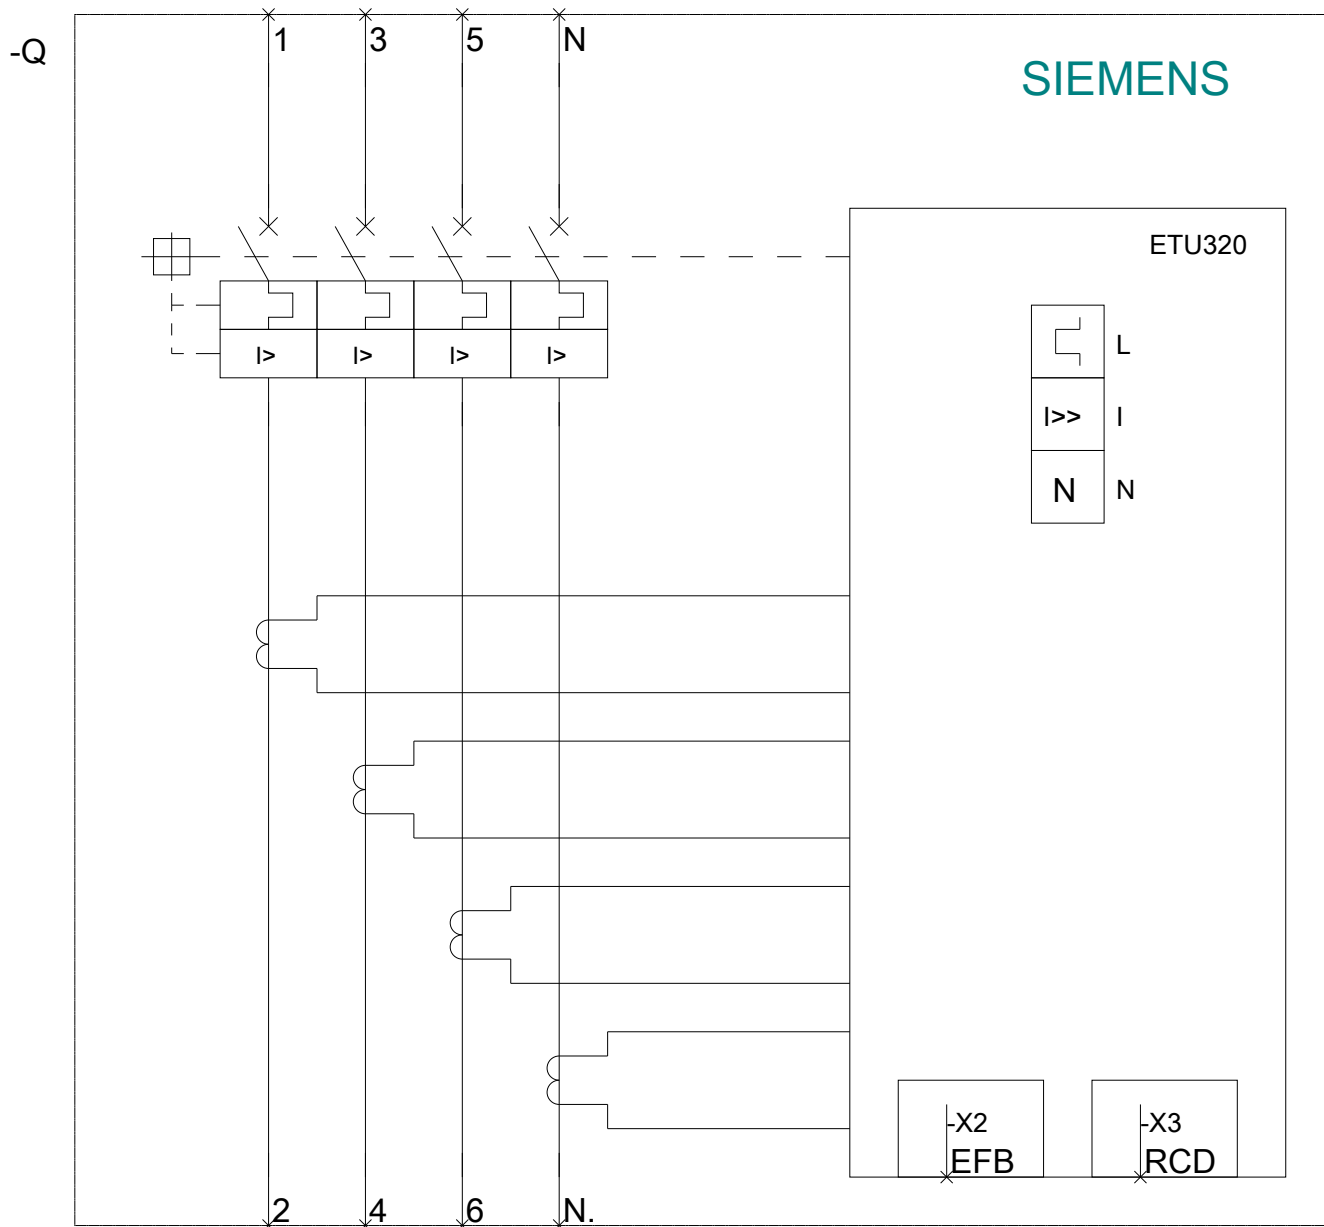 1 3 5 N
-Q
SIEMENS
ETU320
I> I> I> I>
L
I>> I
N N
-X2
EFB
-X3
RCD
2 4 6 N.